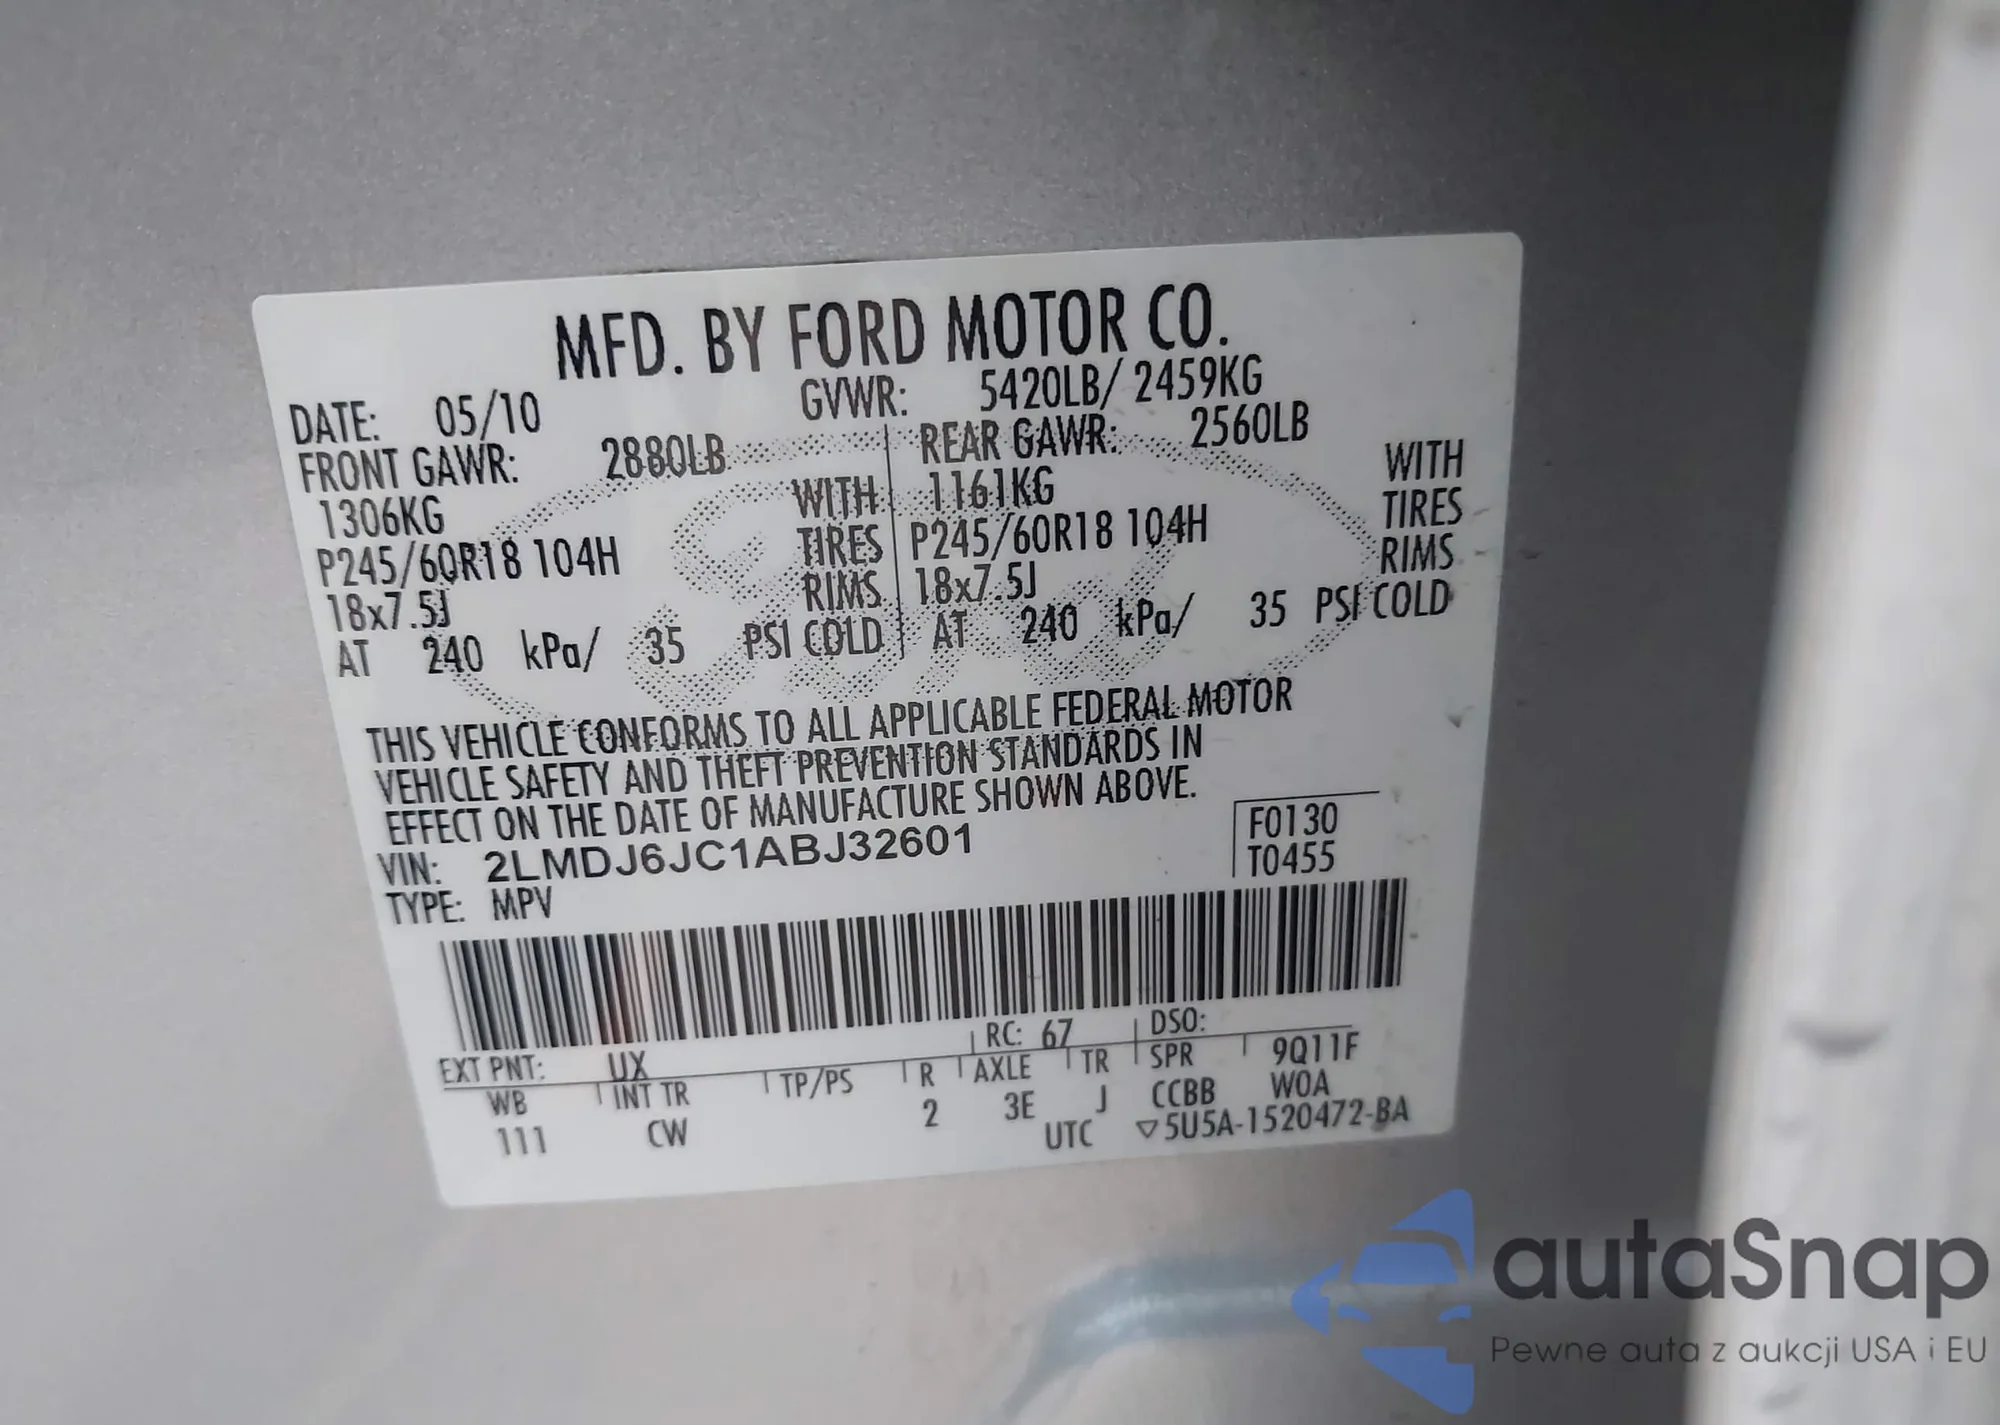 MFD. BY FORD MOTOR CO.
DATE: 05/10 GVWR: 5420LB/ 2459KG
FRONT GAWR: 2880LB REAR GAWR: 2560LB
1306KG WITH 1161KG WITH
P245/60R18 104H TIRES P245/60R18 104H TIRES
18x7.5J RIMS 18x7.5J RIMS
AT 240 kPa/ 35 PSI COLD AT 240 kPa/ 35 PSI COLD
THIS VEHICLE CONFORMS TO ALL APPLICABLE FEDERAL MOTOR
VEHICLE SAFETY AND THEFT PREVENTION STANDARDS IN
EFFECT ON THE DATE OF MANUFACTURE SHOWN ABOVE.
VIN: 2LMDJ6JC1ABJ32601 F0130
TYPE: MPV T0455
EXT PNT: UX RC: 67 DSO:
WB INT TR TP/PS R AXLE TR SPR 9Q11F
111 CW 2 3E J CCBB WOA
UTC ▽5U5A-1520472-BA
autaSnap
Pewne auta z aukcji USA i EU